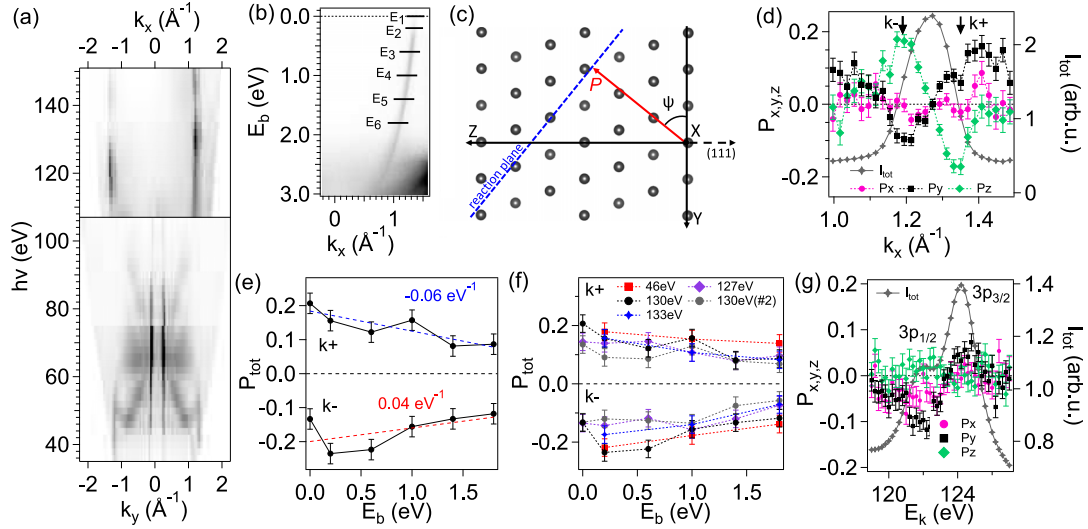 (a)
kx (Å-1)
-2 -1 0 1 2
140
120
100
80
60
40
hν (eV)
-2 -1 0 1 2
ky (Å-1)
(b)
0.0
1.0
2.0
3.0
Eb (eV)
E1
E2
E3
E4
E5
E6
0 1
kx (Å-1)
(c)
P
ψ
Z
X
(111)
Y
reaction plane
(d)
k- k+
0.2
0.1
0.0
-0.1
-0.2
Px,y,z
2
1
0
Itot (arb.u.)
Itot
Px Py Pz
1.0 1.2 1.4
kx (Å-1)
(e)
0.2
0.1
0.0
-0.1
-0.2
Ptot
-0.06 eV-1
k+
0.04 eV-1
k-
0.0 0.5 1.0 1.5
Eb (eV)
(f)
k+
46eV 127eV
130eV 130eV(#2)
133eV
0.2
0.0
-0.2
Ptot
k-
0.0 0.5 1.0 1.5
Eb (eV)
(g)
Itot
3p3/2
3p1/2
0.2
0.1
0.0
-0.1
-0.2
Px,y,z
1.4
1.2
1.0
0.8
Itot (arb.u.)
Px
Py
Pz
120 124
Ek (eV)